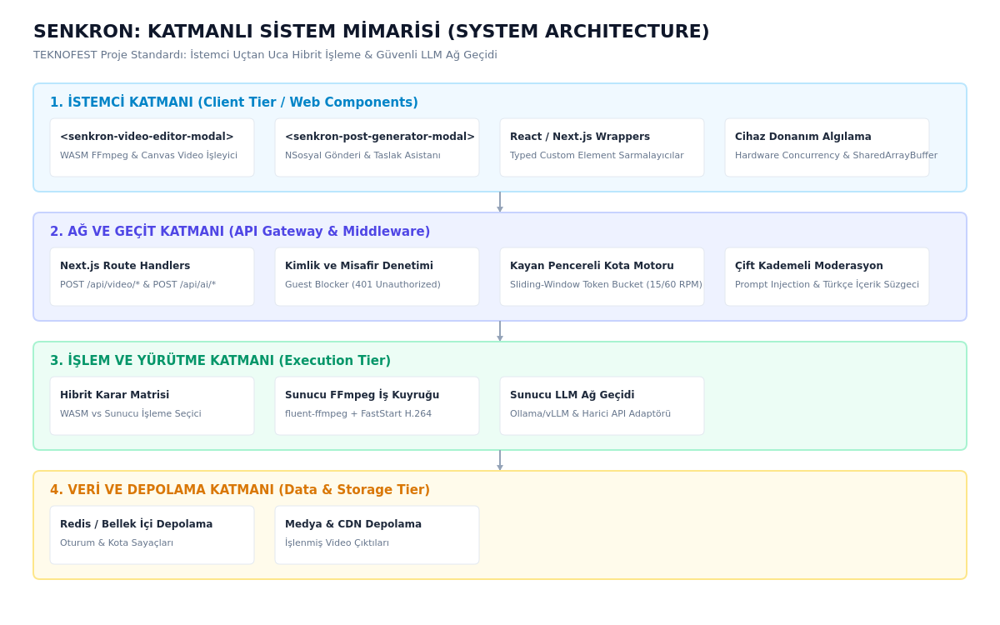 SENKRON: KATMANLI SİSTEM MİMARİSİ (SYSTEM ARCHITECTURE)
TEKNOFEST Proje Standardı: İstemci Uçtan Uca Hibrit İşleme & Güvenli LLM Ağ Geçidi
1. İSTEMCİ KATMANI (Client Tier / Web Components)
<senkron-video-editor-modal>
WASM FFmpeg & Canvas Video İşleyici
<senkron-post-generator-modal>
NSosyal Gönderi & Taslak Asistanı
React / Next.js Wrappers
Typed Custom Element Sarmalayıcılar
Cihaz Donanım Algılama
Hardware Concurrency & SharedArrayBuffer
2. AĞ VE GEÇİT KATMANI (API Gateway & Middleware)
Next.js Route Handlers
POST /api/video/* & POST /api/ai/*
Kimlik ve Misafir Denetimi
Guest Blocker (401 Unauthorized)
Kayan Pencereli Kota Motoru
Sliding-Window Token Bucket (15/60 RPM)
Çift Kademeli Moderasyon
Prompt Injection & Türkçe İçerik Süzgeci
3. İŞLEM VE YÜRÜTME KATMANI (Execution Tier)
Hibrit Karar Matrisi
WASM vs Sunucu İşleme Seçici
Sunucu FFmpeg İş Kuyruğu
fluent-ffmpeg + FastStart H.264
Sunucu LLM Ağ Geçidi
Ollama/vLLM & Harici API Adaptörü
4. VERİ VE DEPOLAMA KATMANI (Data & Storage Tier)
Redis / Bellek İçi Depolama
Oturum & Kota Sayaçları
Medya & CDN Depolama
İşlenmiş Video Çıktıları